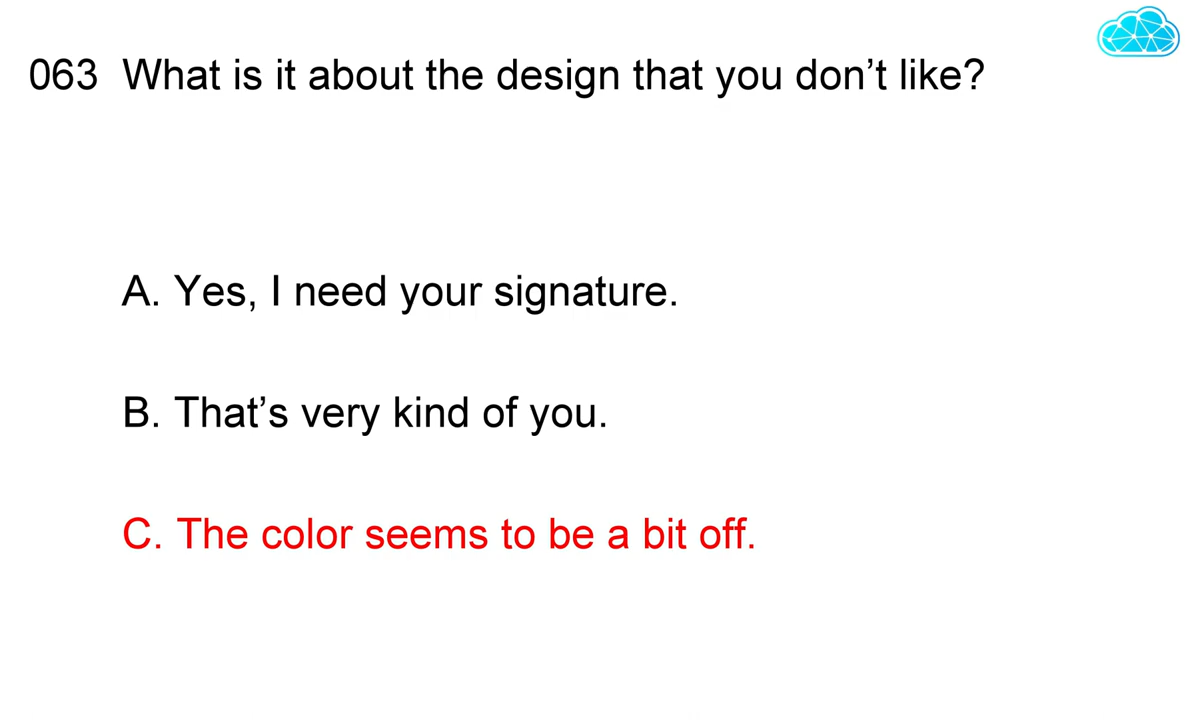 063 What is it about the design that you don’t like?
A. Yes, I need your signature.
B. That’s very kind of you.
C. The color seems to be a bit off.